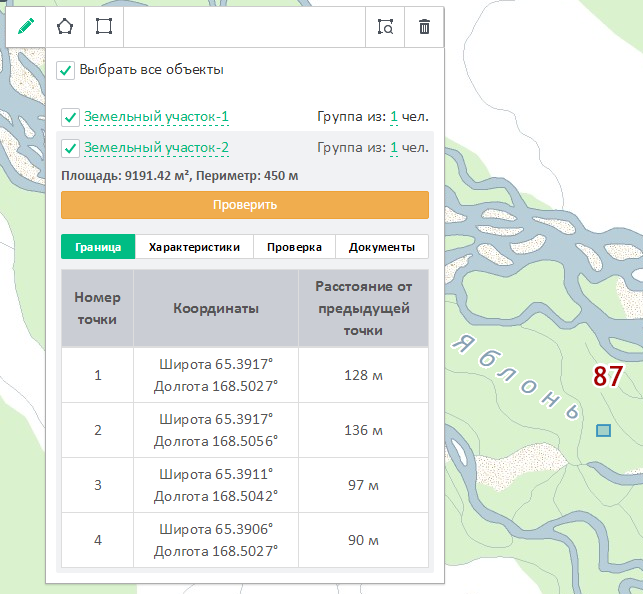 Выбрать все объекты
Земельный участок-1 Группа из: 1 чел.
Земельный участок-2 Группа из: 1 чел.
Площадь: 9191.42 м², Периметр: 450 м
Проверить
Граница Характеристики Проверка Документы
Номер точки Координаты Расстояние от предыдущей точки
1 Широта 65.3917° 128 м
Долгота 168.5027°
2 Широта 65.3917° 136 м
Долгота 168.5056°
3 Широта 65.3911° 97 м
Долгота 168.5042°
4 Широта 65.3906° 90 м
Долгота 168.5027°
Яблонь
87